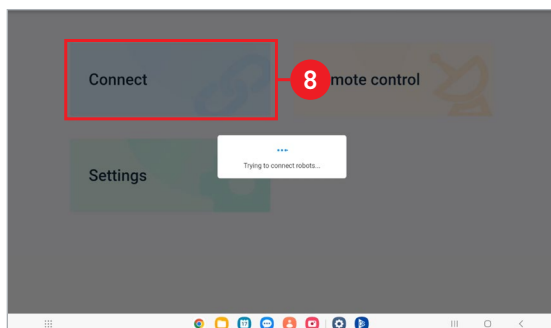 Connect
8
mote control
Trying to connect robots...
Settings